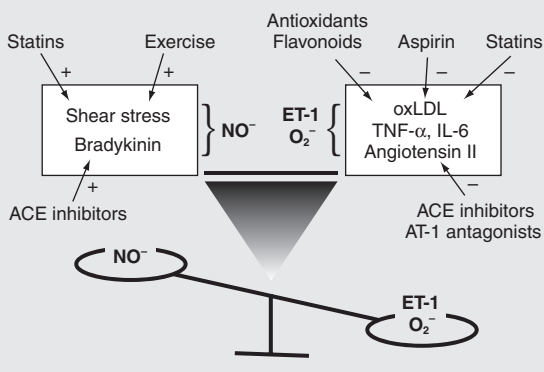 Antioxidants
Statins Exercise Flavonoids Aspirin Statins
+ + − − −
Shear stress
Bradykinin
} NO⁻
ET-1
O₂⁻ {
oxLDL
TNF-α, IL-6
Angiotensin II
+ −
ACE inhibitors
ACE inhibitors
AT-1 antagonists
NO⁻
ET-1
O₂⁻